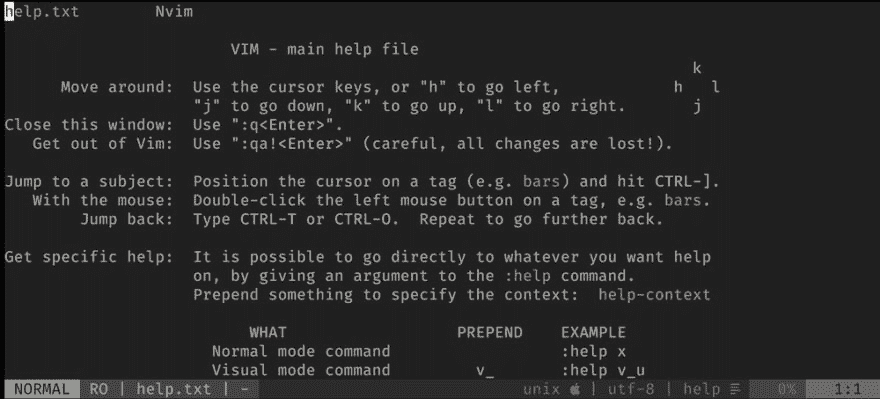 help.txt        Nvim
VIM - main help file
k
Move around:  Use the cursor keys, or "h" to go left,            h   l
"j" to go down, "k" to go up, "l" to go right.       j
Close this window:  Use ":q<Enter>".
Get out of Vim:  Use ":qa!<Enter>" (careful, all changes are lost!).
Jump to a subject:  Position the cursor on a tag (e.g. bars) and hit CTRL-].
With the mouse:  Double-click the left mouse button on a tag, e.g. bars.
Jump back:  Type CTRL-T or CTRL-O.  Repeat to go further back.
Get specific help:  It is possible to go directly to whatever you want help
on, by giving an argument to the :help command.
Prepend something to specify the context:  help-context
WHAT                  PREPEND    EXAMPLE
Normal mode command                  :help x
Visual mode command         v_       :help v_u
NORMAL  RO | help.txt | -    unix | utf-8 | help    0%    1:1